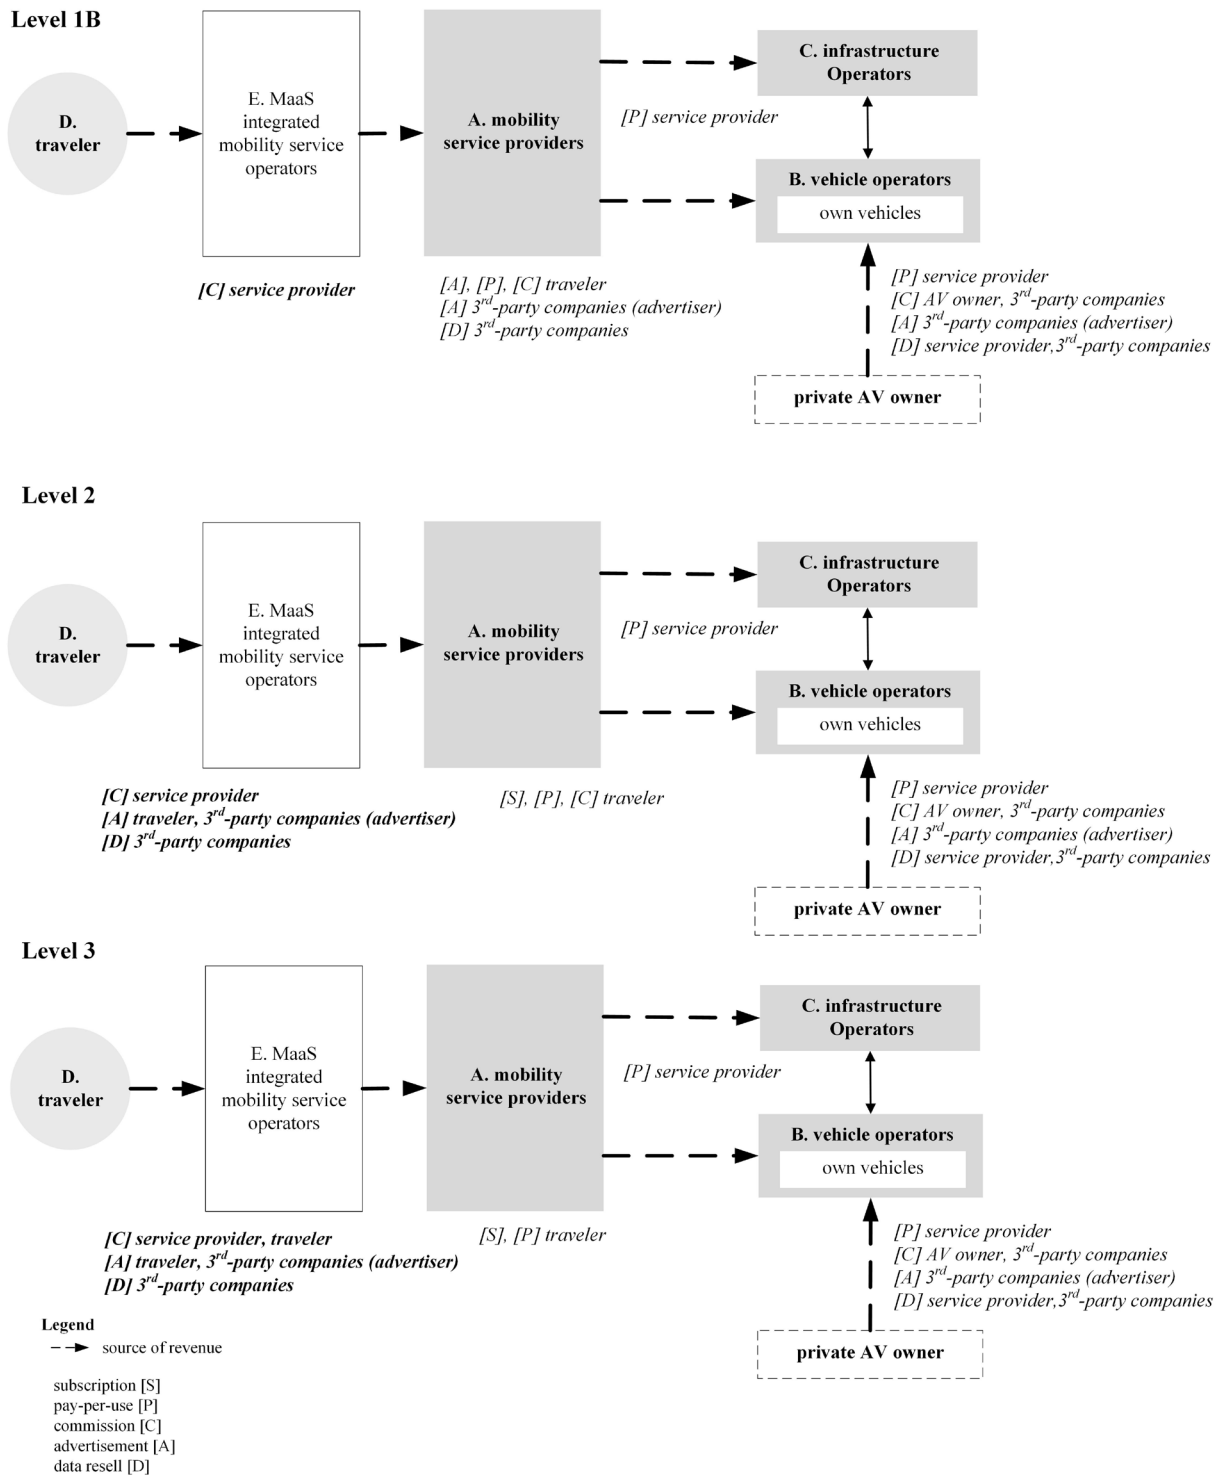 Level 1B
D.
traveler
E. MaaS
integrated
mobility service
operators
A. mobility
service providers
C. infrastructure
Operators
[P] service provider
B. vehicle operators
own vehicles
[C] service provider
[A], [P], [C] traveler
[A] 3rd-party companies (advertiser)
[D] 3rd-party companies
[P] service provider
[C] AV owner, 3rd-party companies
[A] 3rd-party companies (advertiser)
[D] service provider,3rd-party companies
private AV owner
Level 2
D.
traveler
E. MaaS
integrated
mobility service
operators
A. mobility
service providers
C. infrastructure
Operators
[P] service provider
B. vehicle operators
own vehicles
[C] service provider
[A] traveler, 3rd-party companies (advertiser)
[D] 3rd-party companies
[S], [P], [C] traveler
[P] service provider
[C] AV owner, 3rd-party companies
[A] 3rd-party companies (advertiser)
[D] service provider,3rd-party companies
private AV owner
Level 3
D.
traveler
E. MaaS
integrated
mobility service
operators
A. mobility
service providers
C. infrastructure
Operators
[P] service provider
B. vehicle operators
own vehicles
[C] service provider, traveler
[A] traveler, 3rd-party companies (advertiser)
[D] 3rd-party companies
[S], [P] traveler
[P] service provider
[C] AV owner, 3rd-party companies
[A] 3rd-party companies (advertiser)
[D] service provider,3rd-party companies
private AV owner
Legend
source of revenue
subscription [S]
pay-per-use [P]
commission [C]
advertisement [A]
data resell [D]